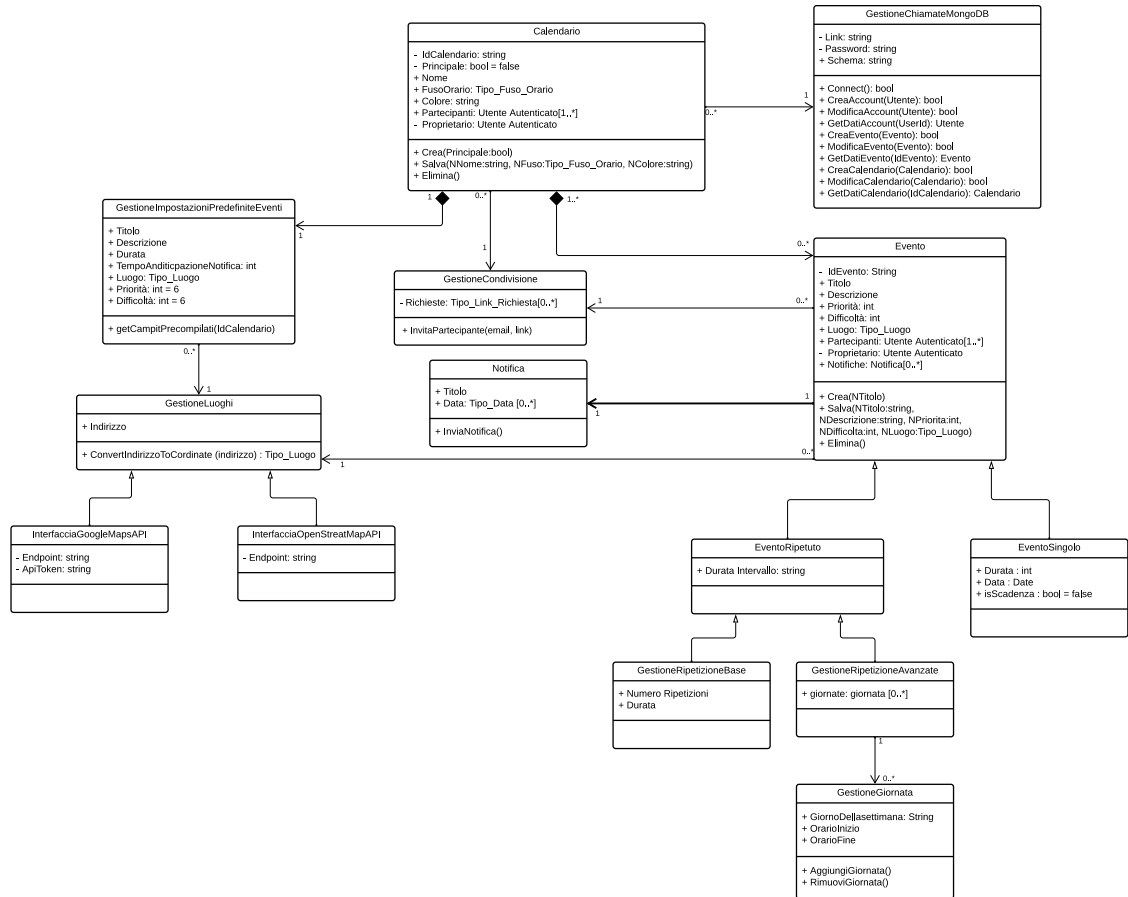 Calendario
- IdCalendario: string
- Principale: bool = false
+ Nome
+ FusoOrario: Tipo_Fuso_Orario
+ Colore: string
+ Partecipanti: Utente Autenticato[1..*]
- Proprietario: Utente Autenticato
+ Crea(Principale:bool)
+ Salva(NNome:string, NFuso:Tipo_Fuso_Orario, NColore:string)
+ Elimina()
GestioneChiamateMongoDB
- Link: string
- Password: string
+ Schema: string
+ Connect(): bool
+ CreaAccount(Utente): bool
+ ModificaAccount(Utente): bool
+ GetDatiAccount(UserId): Utente
+ CreaEvento(Evento): bool
+ ModificaEvento(Evento): bool
+ GetDatiEvento(IdEvento): Evento
+ CreaCalendario(Calendario): bool
+ ModificaCalendario(Calendario): bool
+ GetDatiCalendario(IdCalendario): Calendario
0..*
1
1
0..*
1..*
GestioneImpostazioniPredefiniteEventi
+ Titolo
+ Descrizione
+ Durata
+ TempoAnditicpazioneNotifica: int
+ Luogo: Tipo_Luogo
+ Priorità: int = 6
+ Difficoltà: int = 6
+ getCampitPrecompilati(IdCalendario)
1
1
0..*
GestioneCondivisione
- Richieste: Tipo_Link_Richiesta[0..*]
+ InvitaPartecipante(email, link)
1
0..*
Evento
- IdEvento: String
+ Titolo
+ Descrizione
+ Priorità: int
+ Difficoltà: int
+ Luogo: Tipo_Luogo
+ Partecipanti: Utente Autenticato[1..*]
- Proprietario: Utente Autenticato
+ Notifiche: Notifica[0..*]
+ Crea(NTitolo)
+ Salva(NTitolo:string,
NDescrizione:string, NPriorita:int,
NDifficolta:int, NLuogo:Tipo_Luogo)
+ Elimina()
0..*
1
Notifica
+ Titolo
+ Data: Tipo_Data [0..*]
+ InviaNotifica()
1
1
GestioneLuoghi
+ Indirizzo
+ ConvertIndirizzoToCordinate (indirizzo) : Tipo_Luogo
1
0..*
InterfacciaGoogleMapsAPI
- Endpoint: string
- ApiToken: string
InterfacciaOpenStreatMapAPI
- Endpoint: string
EventoRipetuto
+ Durata Intervallo: string
EventoSingolo
+ Durata : int
+ Data : Date
+ isScadenza : bool = false
GestioneRipetizioneBase
+ Numero Ripetizioni
+ Durata
GestioneRipetizioneAvanzate
+ giornate: giornata [0..*]
1
0..*
GestioneGiornata
+ GiornoDellasettimana: String
+ OrarioInizio
+ OrarioFine
+ AggiungiGiornata()
+ RimuoviGiornata()